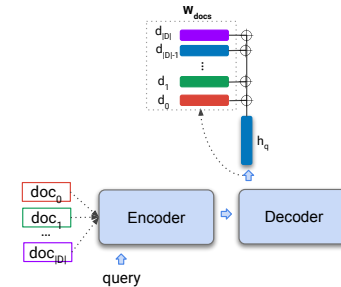 W_docs
d_|D|
d_|D|-1
⋮
d_1
d_0
h_q
doc_0
doc_1
...
doc_|D|
Encoder
Decoder
query